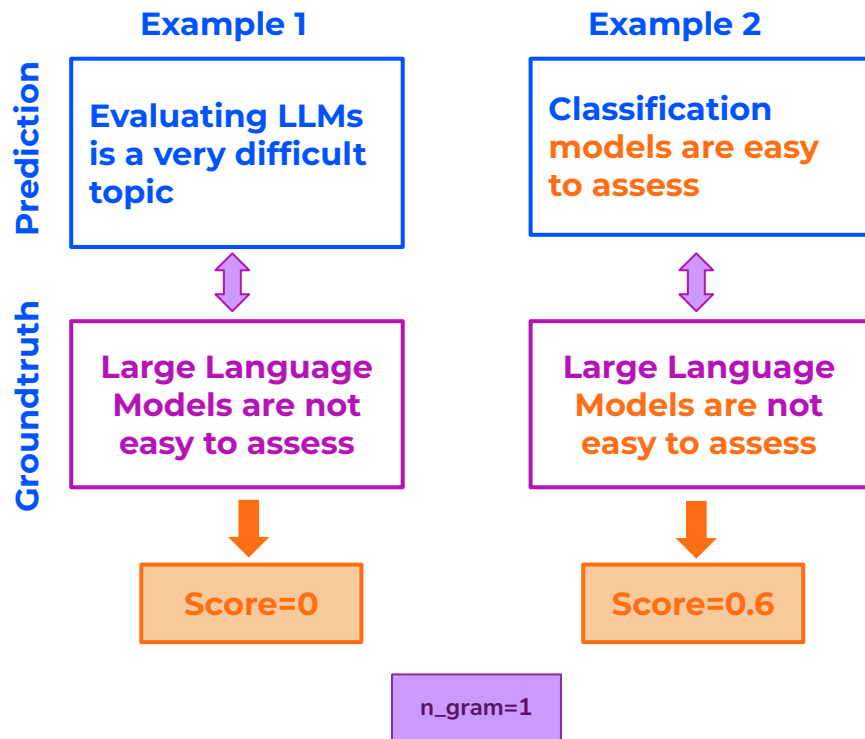 Example 1
Example 2
Prediction
Evaluating LLMs
is a very difficult
topic
Classification
models are easy
to assess
Groundtruth
Large Language
Models are not
easy to assess
Large Language
Models are not
easy to assess
Score=0
Score=0.6
n_gram=1